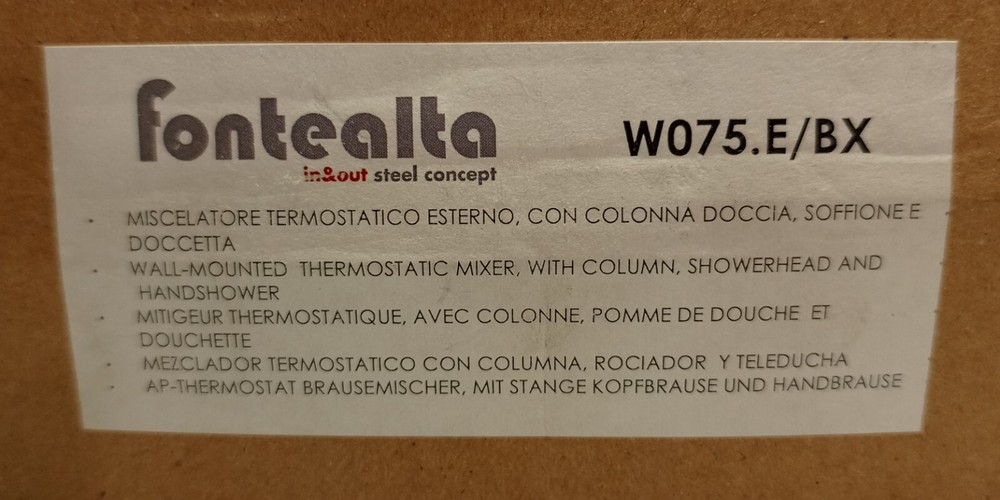 fontealta
in&out steel concept
W075.E/BX
- MISCELATORE TERMOSTATICO ESTERNO, CON COLONNA DOCCIA, SOFFIONE E
DOCCETTA
- WALL-MOUNTED THERMOSTATIC MIXER, WITH COLUMN, SHOWERHEAD AND
HANDSHOWER
- MITIGEUR THERMOSTATIQUE, AVEC COLONNE, POMME DE DOUCHE ET
DOUCHETTE
- MEZCLADOR TERMOSTATICO CON COLUMNA, ROCIADOR Y TELEDUCHA
- AP-THERMOSTAT BRAUSEMISCHER, MIT STANGE KOPFBRAUSE UND HANDBRAUSE